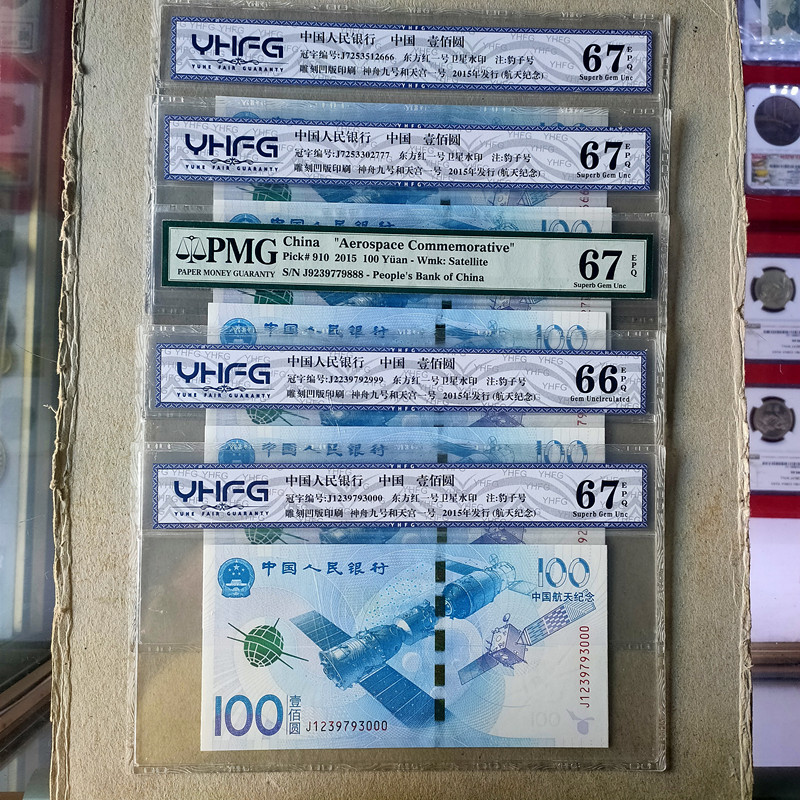 YHFG
YUNE FAIR GUARANTY
中国人民银行 中国 壹佰圆
冠字编号:J7253512666 东方红一号卫星水印 注:豹子号
雕刻凹版印刷 神舟九号和天宫一号 2015年发行(航天纪念)
67 EPQ
Superb Gem Unc
YHFG
YUNE FAIR GUARANTY
中国人民银行 中国 壹佰圆
冠字编号:J7253302777 东方红一号卫星水印 注:豹子号
雕刻凹版印刷 神舟九号和天宫一号 2015年发行(航天纪念)
67 EPQ
Superb Gem Unc
PMG
PAPER MONEY GUARANTY
China "Aerospace Commemorative"
Pick# 910 2015 100 Yüan - Wmk: Satellite
S/N J9239779888 - People's Bank of China
67 EPQ
Superb Gem Unc
中国人民银行
100
YHFG
YUNE FAIR GUARANTY
中国人民银行 中国 壹佰圆
冠字编号:J2239792999 东方红一号卫星水印 注:豹子号
雕刻凹版印刷 神舟九号和天宫一号 2015年发行(航天纪念)
66 EPQ
Gem Uncirculated
中国人民银行
100
YHFG
YUNE FAIR GUARANTY
中国人民银行 中国 壹佰圆
冠字编号:J1239793000 东方红一号卫星水印 注:豹子号
雕刻凹版印刷 神舟九号和天宫一号 2015年发行(航天纪念)
67 EPQ
Superb Gem Unc
中国人民银行
100
中国航天纪念
J1239793000
100
壹佰圆
J1239793000
100